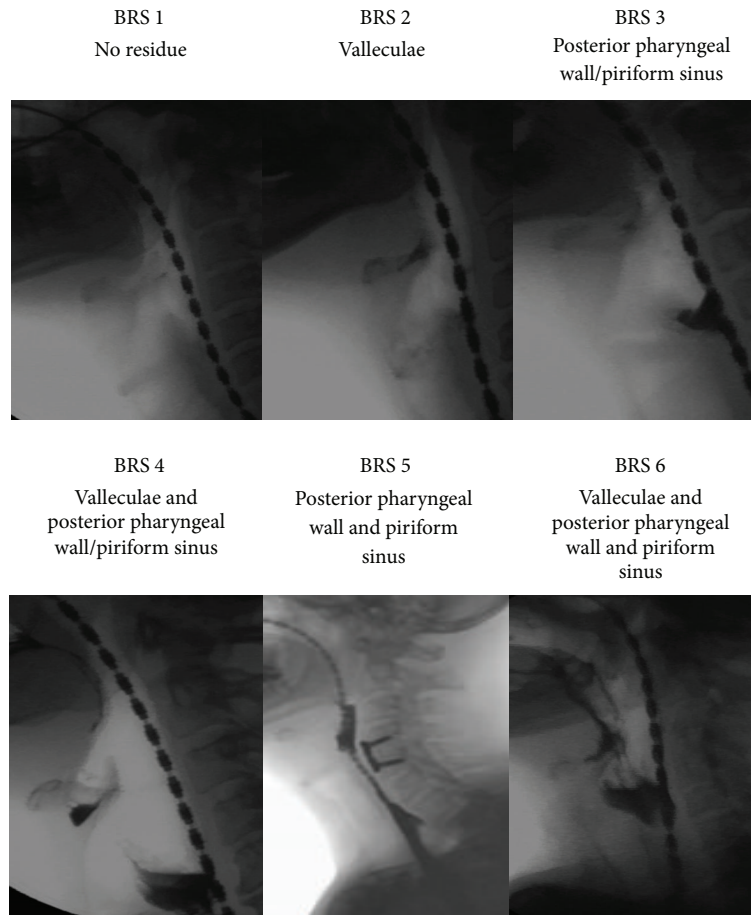 BRS 1
No residue
BRS 2
Valleculae
BRS 3
Posterior pharyngeal
wall/piriform sinus
BRS 4
Valleculae and
posterior pharyngeal
wall/piriform sinus
BRS 5
Posterior pharyngeal
wall and piriform
sinus
BRS 6
Valleculae and
posterior pharyngeal
wall and piriform
sinus